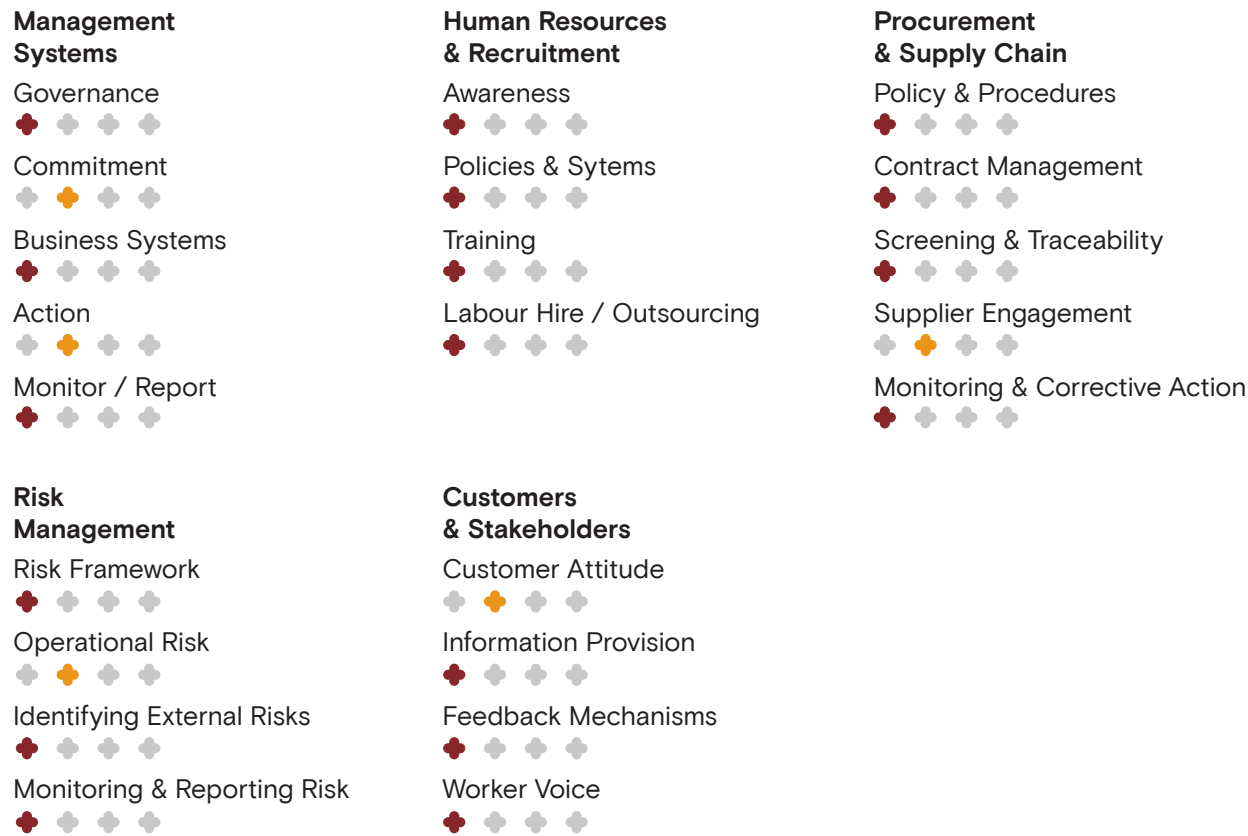 Management
Systems
Governance
Commitment
Business Systems
Action
Monitor / Report
Human Resources
& Recruitment
Awareness
Policies & Sytems
Training
Labour Hire / Outsourcing
Procurement
& Supply Chain
Policy & Procedures
Contract Management
Screening & Traceability
Supplier Engagement
Monitoring & Corrective Action
Risk
Management
Risk Framework
Operational Risk
Identifying External Risks
Monitoring & Reporting Risk
Customers
& Stakeholders
Customer Attitude
Information Provision
Feedback Mechanisms
Worker Voice